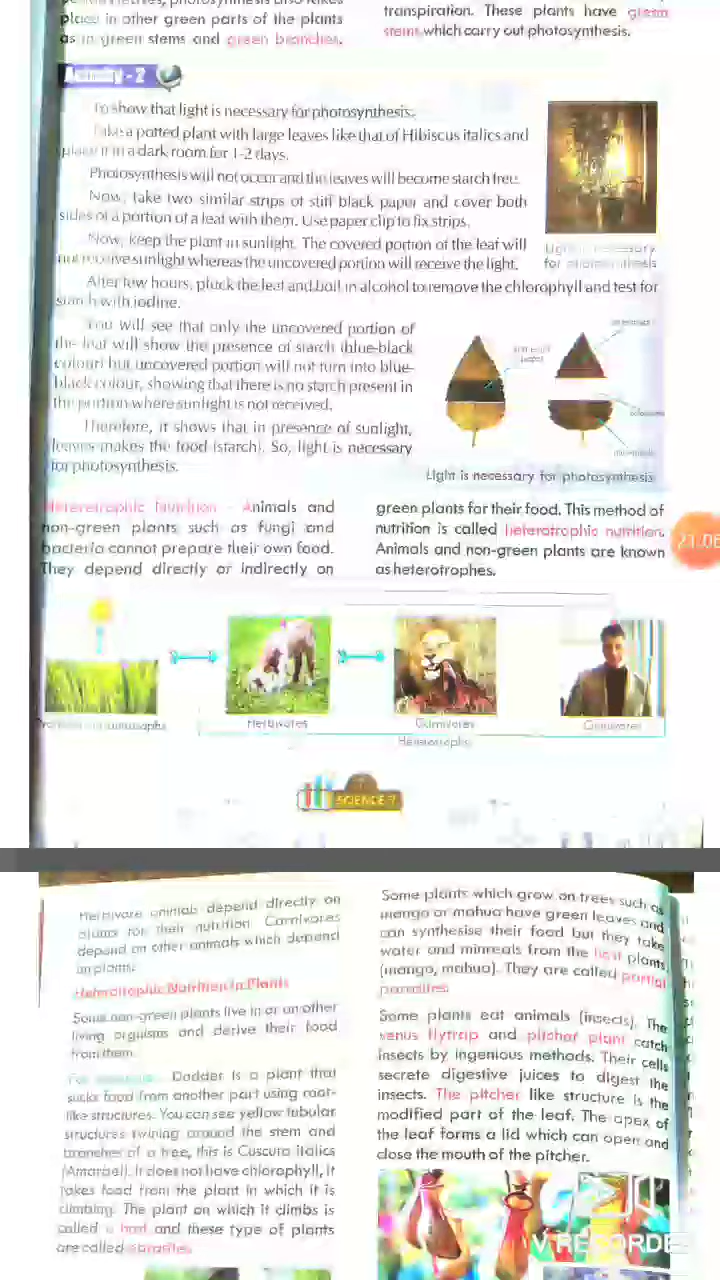 place in other green parts of the plants
as in green stems and green branches.
transpiration. These plants have green
stems which carry out photosynthesis.
Activity - 2
To show that light is necessary for photosynthesis.
Take a potted plant with large leaves like that of Hibiscus italics and
place it in a dark room for 1-2 days.
Photosynthesis will not occur and the leaves will become starch free.
Now, take two similar strips of stiff black paper and cover both
sides of a portion of a leaf with them. Use paper clip to fix strips.
Now, keep the plant in sunlight. The covered portion of the leaf will
not receive sunlight whereas the uncovered portion will receive the light.
Light is necessary
for photosynthesis
After few hours, pluck the leaf and boil in alcohol to remove the chlorophyll and test for
starch with iodine.
You will see that only the uncovered portion of
the leaf will show the presence of starch (blue-black
colour) but uncovered portion will not turn into blue-
black colour, showing that there is no starch present in
the portion where sunlight is not received.
Therefore, it shows that in presence of sunlight,
leaves makes the food (starch). So, light is necessary
for photosynthesis.
Light is necessary for photosynthesis
Heterotrophic Nutrition - Animals and
non-green plants such as fungi and
bacteria cannot prepare their own food.
They depend directly or indirectly on
green plants for their food. This method of
nutrition is called heterotrophic nutrition.
Animals and non-green plants are known
as heterotrophes.
21:06
Herbivores
Carnivores
Carnivores
Heterotrophs
7
SCIENCE-7
Herbivore animals depend directly on
plants for their nutrition. Carnivores
depend on other animals which depend
on plants.
Heterotrophic Nutrition in Plants
Some non-green plants live in or on other
living orgnisms and derive their food
from them.
For example- Dodder is a plant that
sucks food from another part using root-
like structures. You can see yellow tubular
structures twining around the stem and
branches of a tree, this is Cuscuta italics
(Amarbel). It does not have chlorophyll, It
takes food from the plant in which it is
climbing. The plant on which it climbs is
called a host and these type of plants
are called
Some plants which grow on trees such as
mango or mahua have green leaves and
can synthesise their food but they take
water and minreals from the host plants
(mango, mahua). They are called partial
parasites.
Some plants eat animals (insects). The
venus flytrap and pitcher plant catch
insects by ingenious methods. Their cells
secrete digestive juices to digest the
insects. The pitcher like structure is the
modified part of the leaf. The apex of
the leaf forms a lid which can open and
close the mouth of the pitcher.
V RECORDE